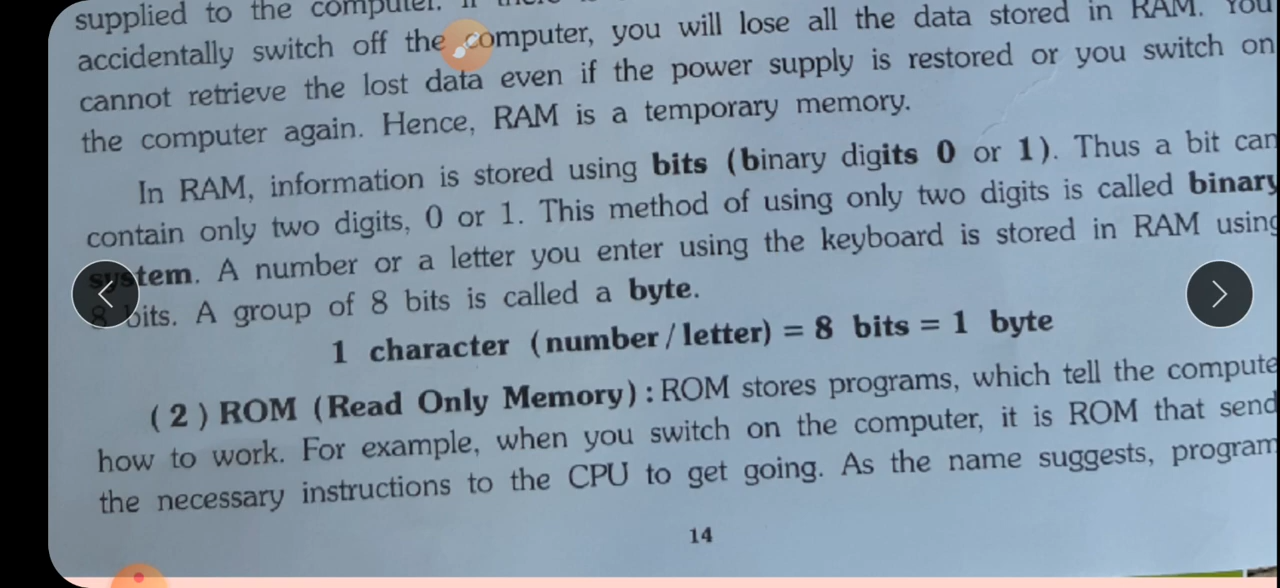 supplied to the computer. If
accidentally switch off the computer, you will lose all the data stored in RAM. You
cannot retrieve the lost data even if the power supply is restored or you switch on
the computer again. Hence, RAM is a temporary memory.
In RAM, information is stored using bits (binary digits 0 or 1). Thus a bit can
contain only two digits, 0 or 1. This method of using only two digits is called binary
system. A number or a letter you enter using the keyboard is stored in RAM using
8 bits. A group of 8 bits is called a byte.
1 character (number / letter) = 8 bits = 1 byte
( 2 ) ROM (Read Only Memory) : ROM stores programs, which tell the compute
how to work. For example, when you switch on the computer, it is ROM that send
the necessary instructions to the CPU to get going. As the name suggests, program
14